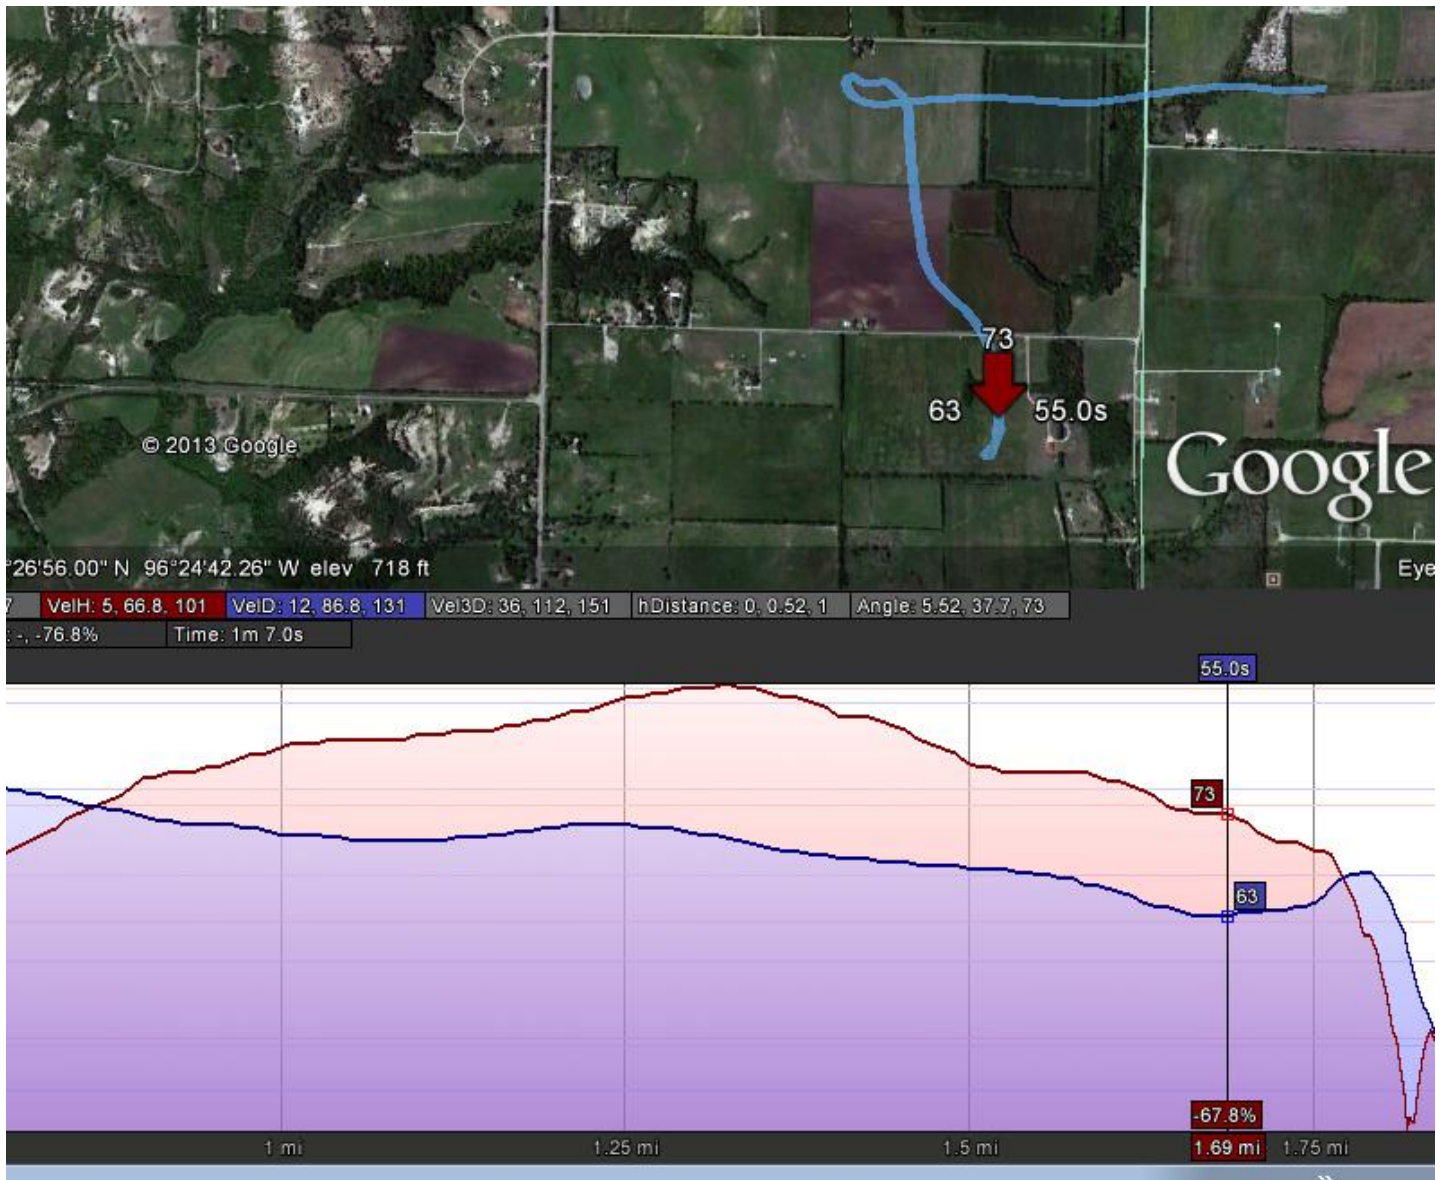 73
63 55.0s
© 2013 Google
Google
°26'56.00" N 96°24'42.26" W elev 718 ft
Eye
7 VelH: 5, 66.8, 101 VelD: 12, 86.8, 131 Vel3D: 36, 112, 151 hDistance: 0, 0.52, 1 Angle: 5.52, 37.7, 73
: -, -76.8% Time: 1m 7.0s
55.0s
73
63
-67.8%
1 mi 1.25 mi 1.5 mi 1.69 mi 1.75 mi
»